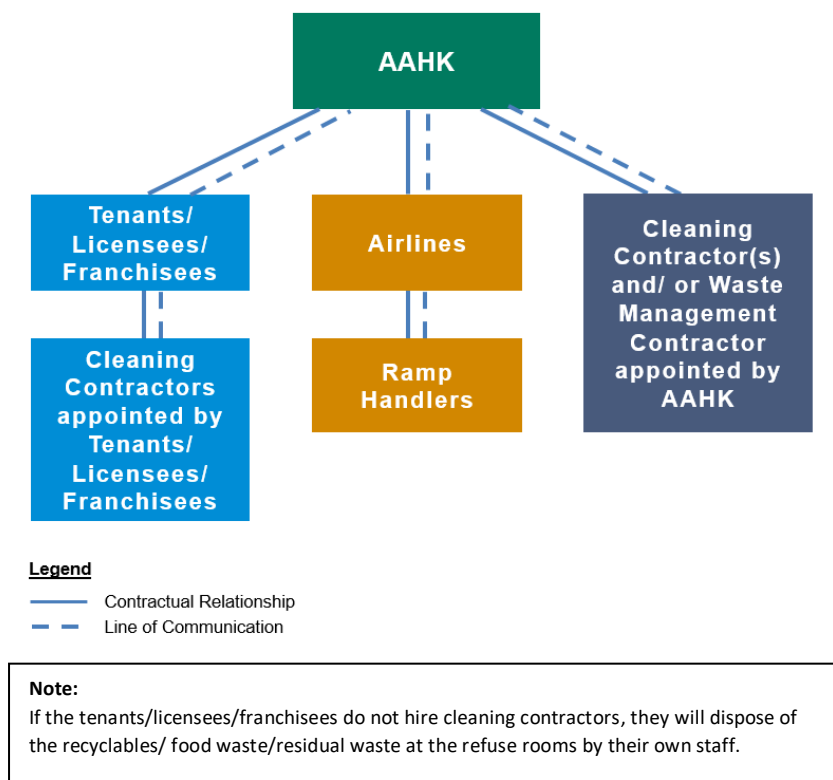 AAHK
Tenants/
Licensees/
Franchisees
Airlines
Cleaning
Contractor(s)
and/ or Waste
Management
Contractor
appointed by
AAHK
Cleaning
Contractors
appointed by
Tenants/
Licensees/
Franchisees
Ramp
Handlers
Legend
Contractual Relationship
Line of Communication
Note:
If the tenants/licensees/franchisees do not hire cleaning contractors, they will dispose of
the recyclables/ food waste/residual waste at the refuse rooms by their own staff.